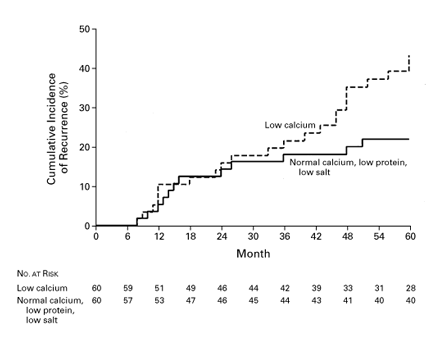 50
40
30
20
10
0
Cumulative Incidence
of Recurrence (%)
Low calcium
Normal calcium, low protein,
low salt
0 6 12 18 24 30 36 42 48 54 60
Month
NO. AT RISK
Low calcium 60 59 51 49 46 44 42 39 33 31 28
Normal calcium, 60 57 53 47 46 45 44 43 41 40 40
low protein,
low salt